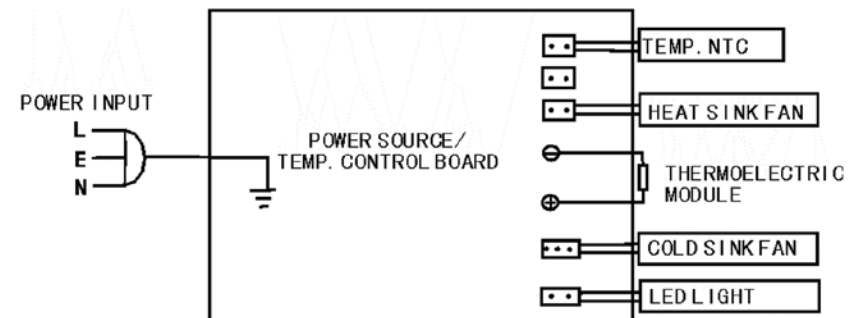 TEMP. NTC
POWER INPUT
L
E
N
HEAT SINK FAN
POWER SOURCE/
TEMP. CONTROL BOARD
THERMOELECTRIC
MODULE
COLD SINK FAN
LED LIGHT